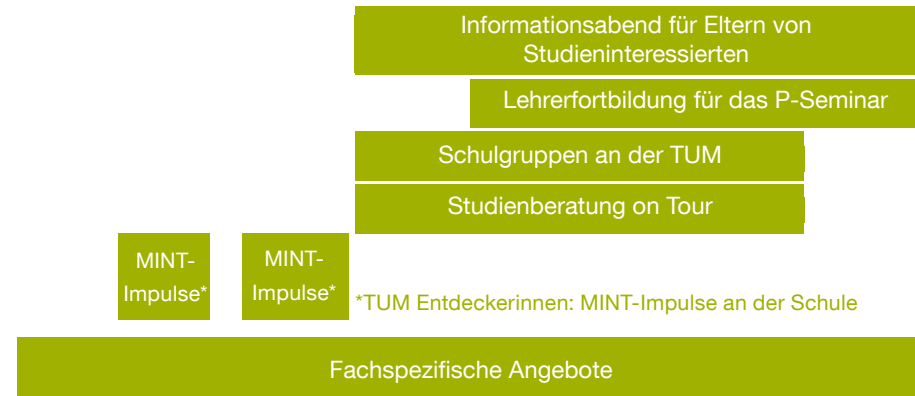 Informationsabend für Eltern von
Studieninteressierten
Lehrerfortbildung für das P-Seminar
Schulgruppen an der TUM
Studienberatung on Tour
MINT-
Impulse*
MINT-
Impulse*
*TUM Entdeckerinnen: MINT-Impulse an der Schule
Fachspezifische Angebote